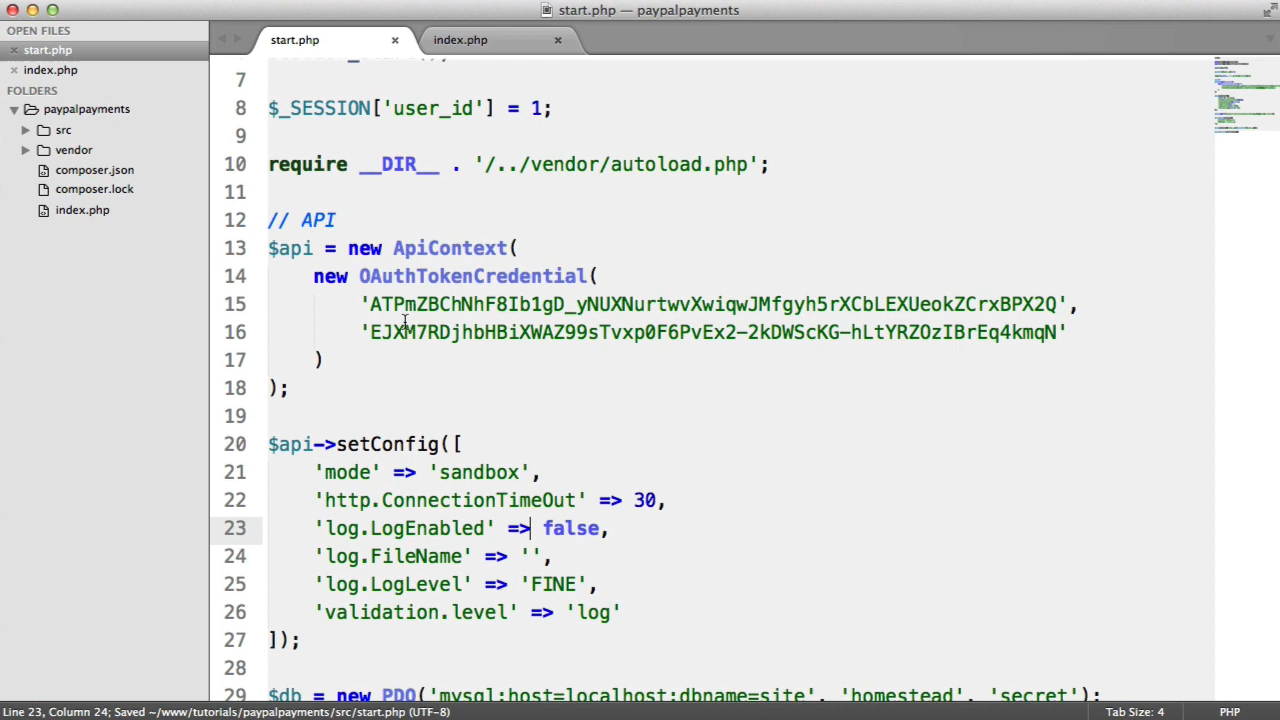 start.php — paypalpayments
OPEN FILES
start.php
index.php
FOLDERS
paypalpayments
src
vendor
composer.json
composer.lock
index.php
start.php
index.php
7
8 $_SESSION['user_id'] = 1;
9
10 require __DIR__ . '/../vendor/autoload.php';
11
12 // API
13 $api = new ApiContext(
14 new OAuthTokenCredential(
15 'ATPmZBChNhF8Ib1gD_yNUXNurtwvXwiqwJMfgyh5rXCbLEXUeokZCrxBPX2Q',
16 'EJXM7RDjhbHBiXWAZ99sTvxp0F6PvEx2-2kDWScKG-hLtYRZOzIBrEq4kmqN'
17 )
18 );
19
20 $api->setConfig([
21 'mode' => 'sandbox',
22 'http.ConnectionTimeOut' => 30,
23 'log.LogEnabled' => false,
24 'log.FileName' => '',
25 'log.LogLevel' => 'FINE',
26 'validation.level' => 'log'
27 ]);
28
29 $db = new PDO('mysql:host=localhost;dbname=site', 'homestead', 'secret');
Line 23, Column 24; Saved ~/www/tutorials/paypalpayments/src/start.php (UTF-8)
Tab Size: 4
PHP